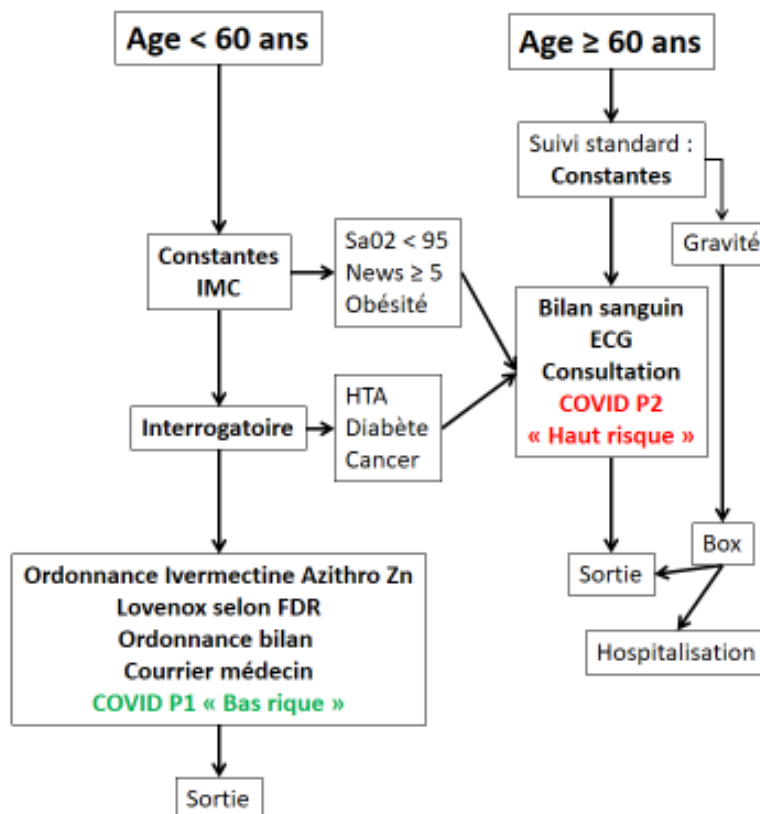 Age < 60 ans
Age ≥ 60 ans
Suivi standard :
Constantes
Gravité
Constantes
IMC
Sa02 < 95
News ≥ 5
Obésité
Bilan sanguin
ECG
Consultation
COVID P2
« Haut risque »
Interrogatoire
HTA
Diabète
Cancer
Box
Sortie
Hospitalisation
Ordonnance Ivermectine Azithro Zn
Lovenox selon FDR
Ordonnance bilan
Courrier médecin
COVID P1 « Bas rique »
Sortie